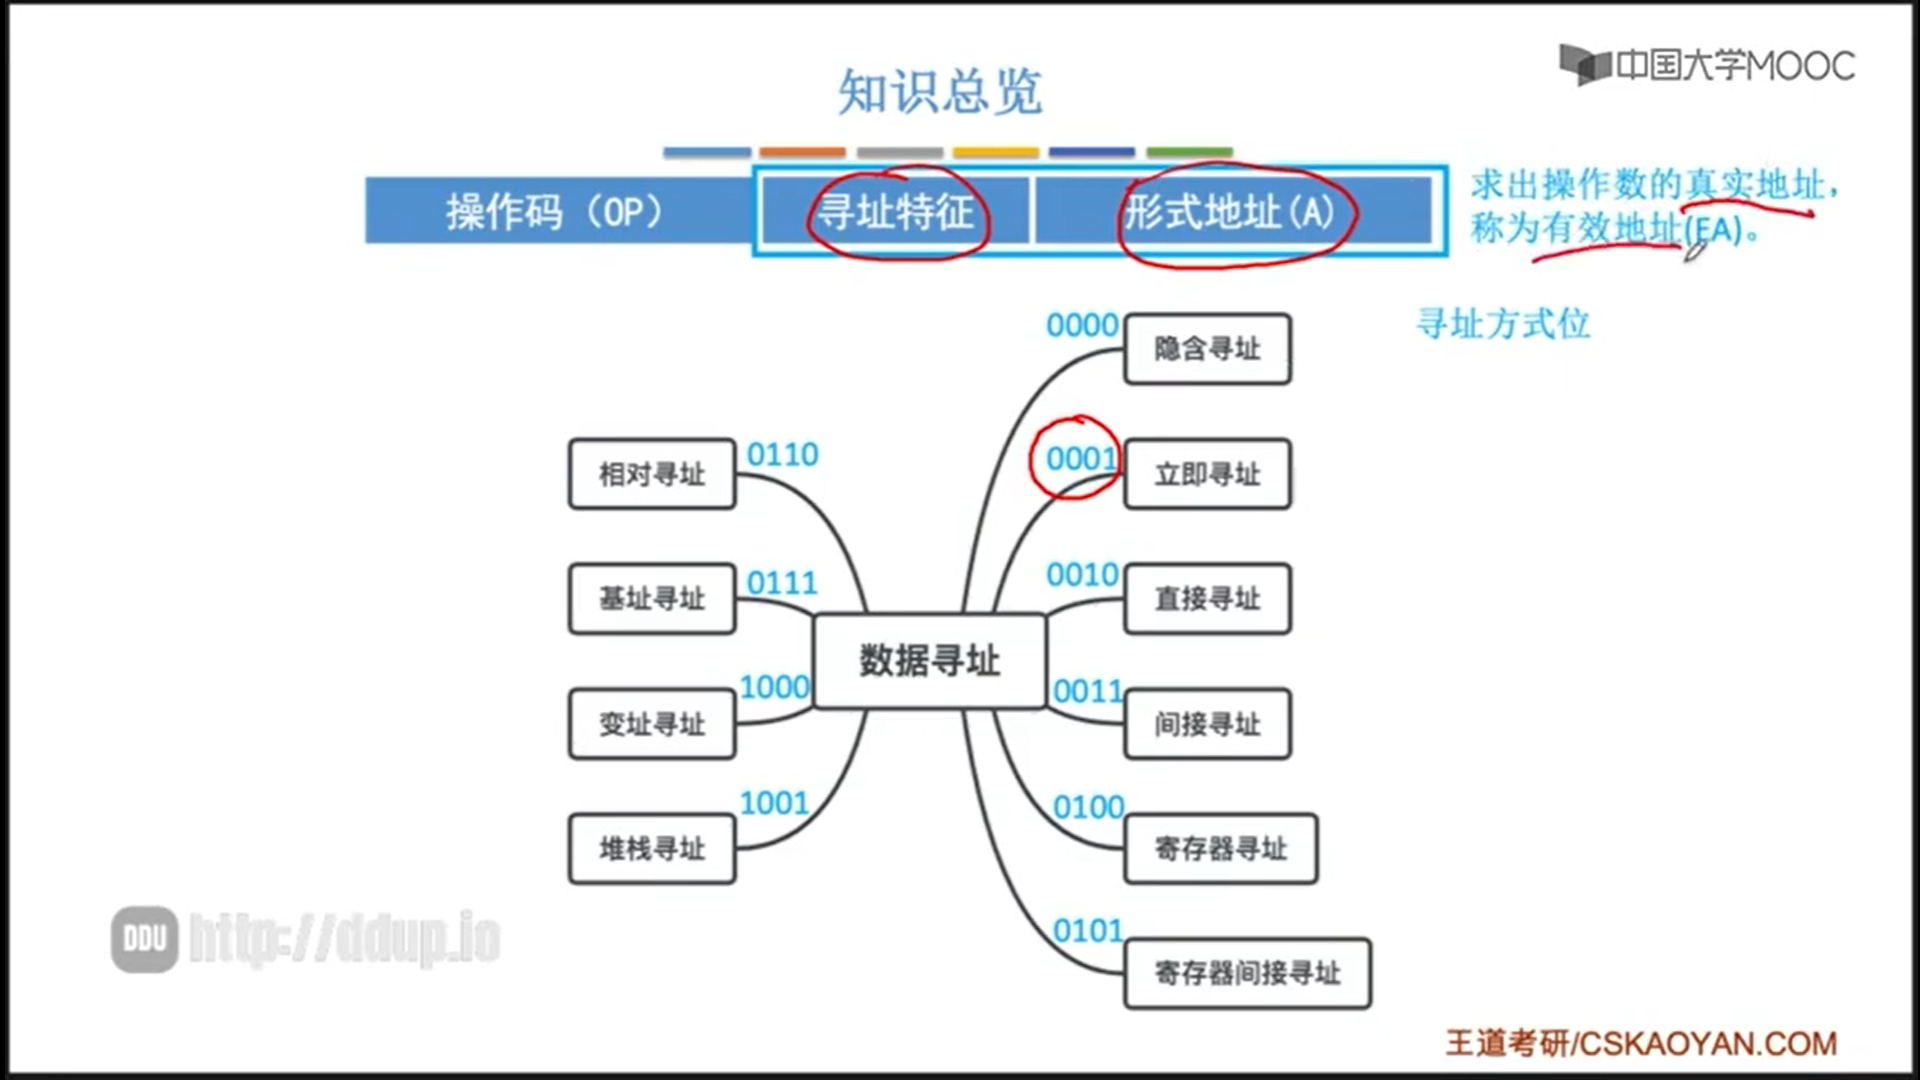 中国大学MOOC
知识总览
操作码（OP） 寻址特征 形式地址(A)
求出操作数的真实地址，
称为有效地址(EA)。
寻址方式位
0000 隐含寻址
0001 立即寻址
0010 直接寻址
0011 间接寻址
0100 寄存器寻址
0101 寄存器间接寻址
相对寻址 0110
基址寻址 0111
变址寻址 1000
堆栈寻址 1001
数据寻址
DDU http://ddup.io
王道考研/CSKAOYAN.COM